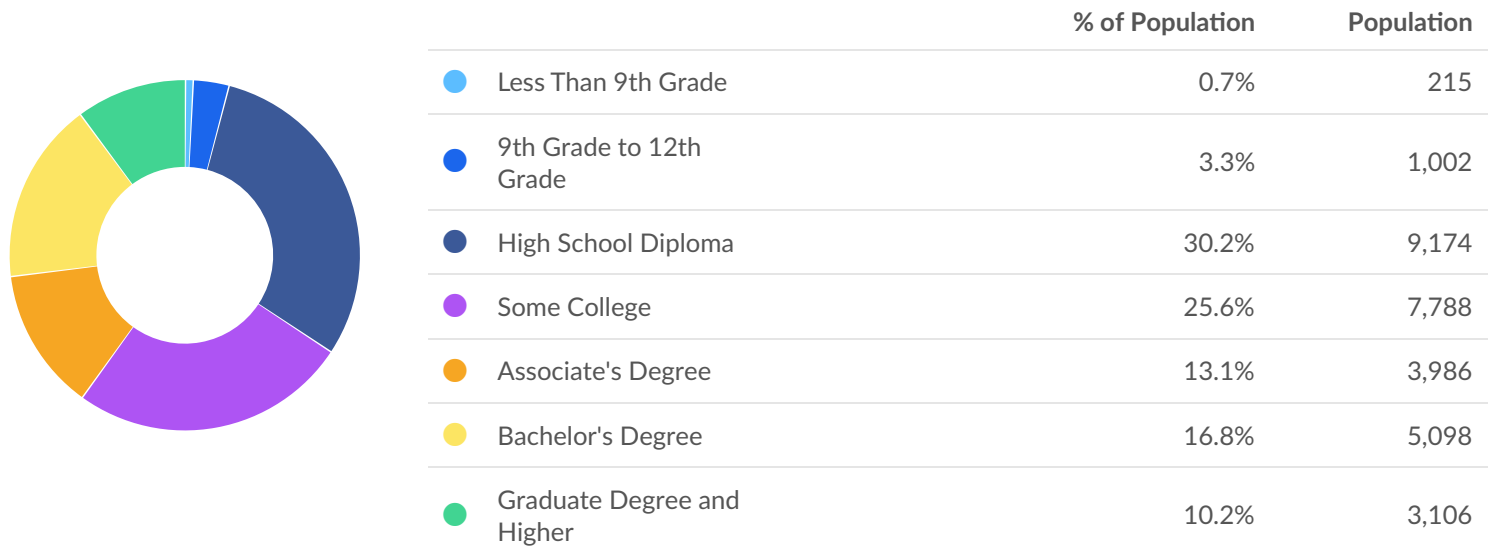 % of Population Population
Less Than 9th Grade 0.7% 215
9th Grade to 12th
Grade 3.3% 1,002
High School Diploma 30.2% 9,174
Some College 25.6% 7,788
Associate's Degree 13.1% 3,986
Bachelor's Degree 16.8% 5,098
Graduate Degree and
Higher 10.2% 3,106